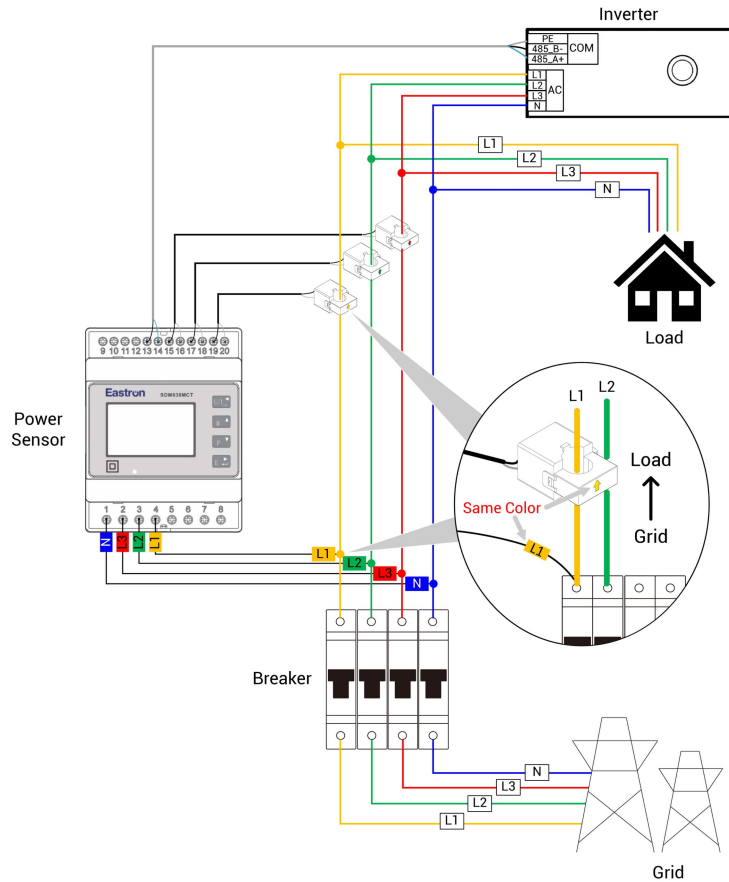 Inverter
PE
485_B-
485_A+
COM
L1
L2
L3
N
AC
L1
L2
L3
N
Load
9 10 11 12 13 14 15 16 17 18 19 20
Eastron
SDM630MCT
Power
Sensor
1 2 3 4 5 6 7 8
N
L3
L2
L1
L1
L2
L3
N
L1
L2
Load
Grid
Same Color
L1
Breaker
N
L3
L2
L1
Grid